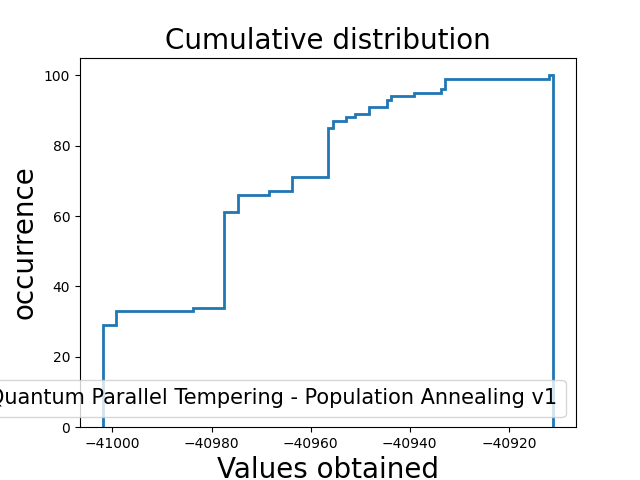 Cumulative distribution
occurrence
100
80
60
40
20
0
Quantum Parallel Tempering - Population Annealing v1
−41000 −40980 −40960 −40940 −40920
Values obtained